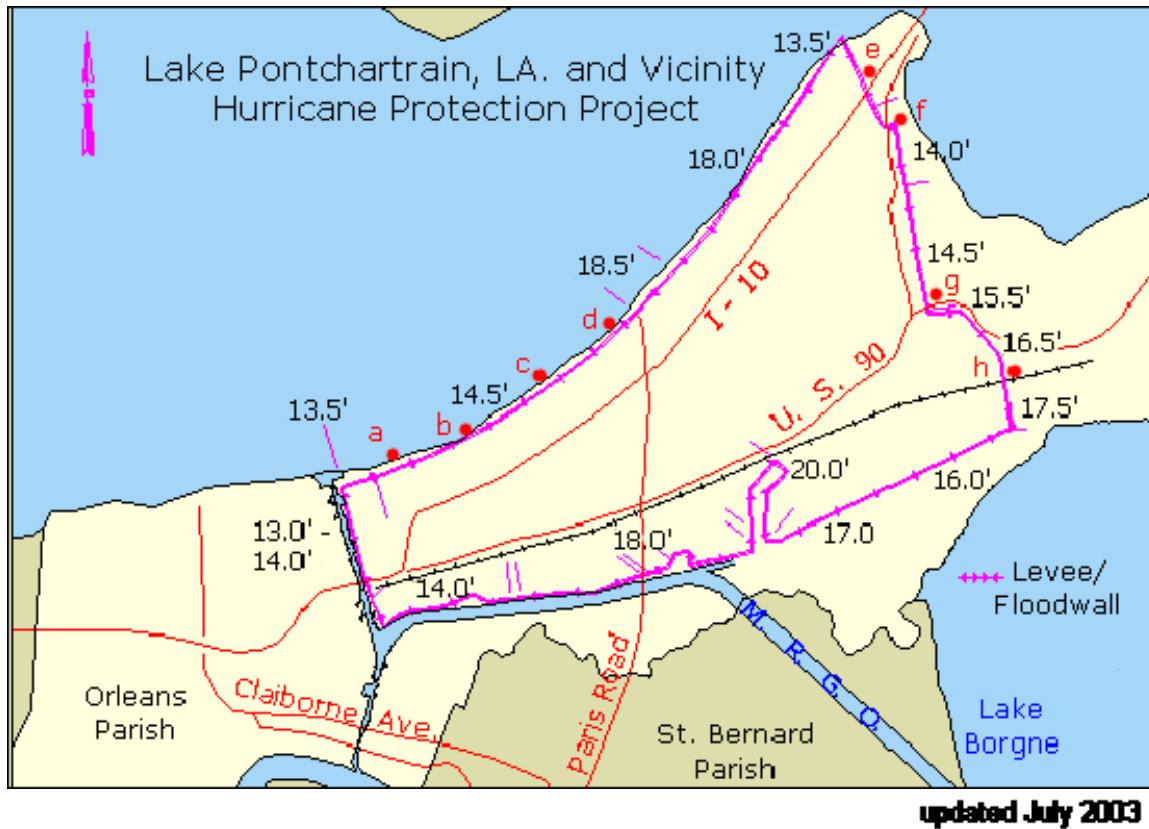 Lake Pontchartrain, LA. and Vicinity
Hurricane Protection Project
13.5'
e
f
18.0'
14.0'
18.5'
14.5'
I - 10
g
15.5'
d
16.5'
c
h
U. S. 90
14.5'
17.5'
13.5'
b
a
20.0'
16.0'
13.0' -
14.0'
18.0'
17.0
14.0'
Levee/
Floodwall
M. R. G. O.
Paris Road
Orleans
Parish
Claiborne Ave
St. Bernard
Parish
Lake
Borgne
updated July 2003